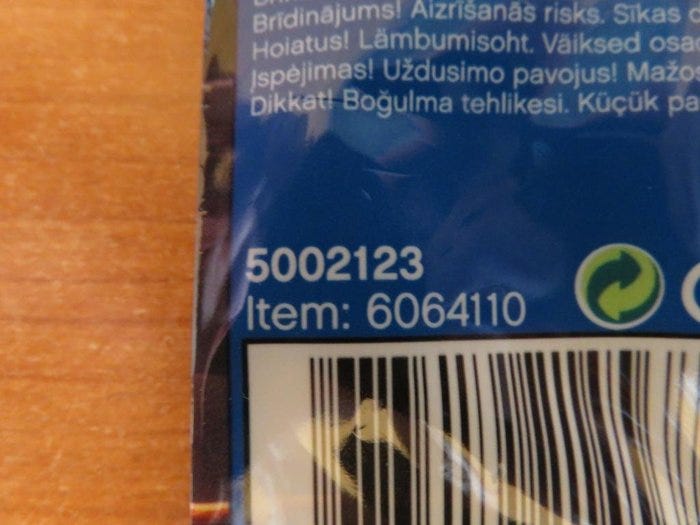 Brīdinājums! Aizrīšanās risks. Sīkas
Hoiatus! Lämbumisoht. Väiksed osa
Įspėjimas! Uždusimo pavojus! Mažos
Dikkat! Boğulma tehlikesi. Küçük pa
5002123
Item: 6064110